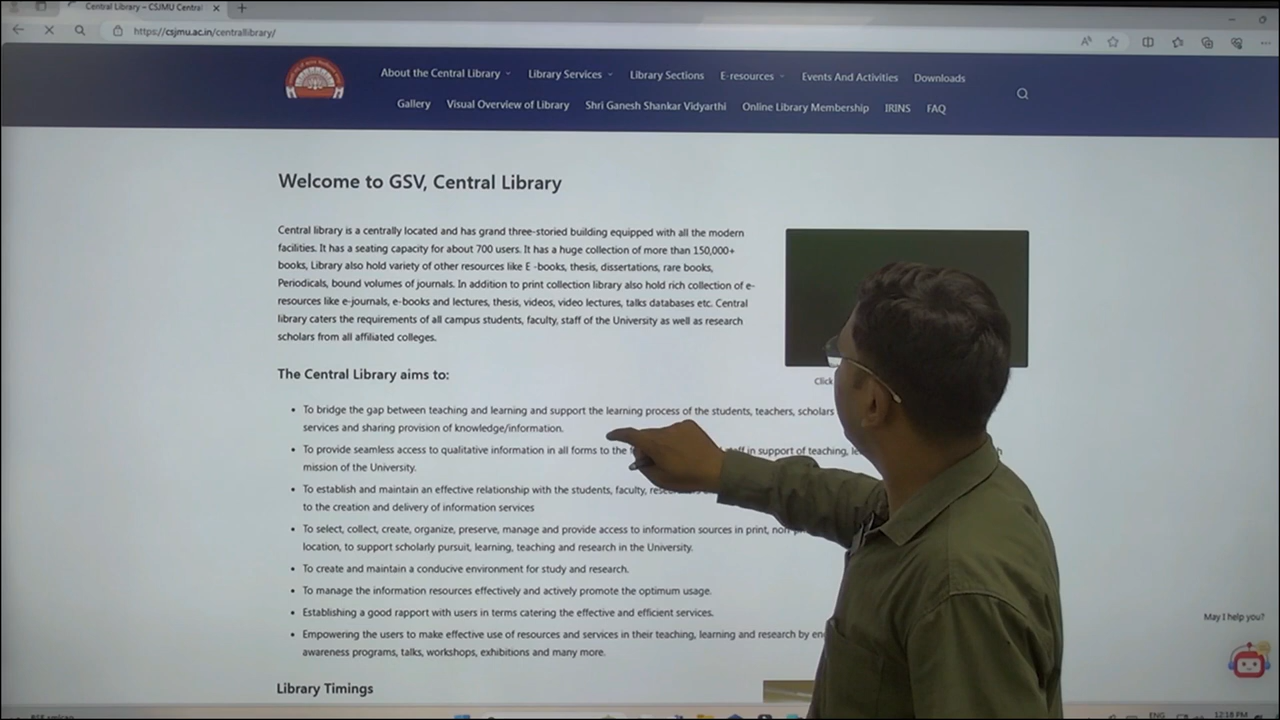 Central Library – CSJMU Central
https://csjmu.ac.in/centrallibrary/
About the Central Library
Library Services
Library Sections
E-resources
Events And Activities
Downloads
Gallery
Visual Overview of Library
Shri Ganesh Shankar Vidyarthi
Online Library Membership
IRINS
FAQ
Welcome to GSV, Central Library
Central library is a centrally located and has grand three-storied building equipped with all the modern
facilities. It has a seating capacity for about 700 users. It has a huge collection of more than 150,000+
books, Library also hold variety of other resources like E -books, thesis, dissertations, rare books,
Periodicals, bound volumes of journals. In addition to print collection library also hold rich collection of e-
resources like e-journals, e-books and lectures, thesis, videos, video lectures, talks databases etc. Central
library caters the requirements of all campus students, faculty, staff of the University as well as research
scholars from all affiliated colleges.
Click
The Central Library aims to:
• To bridge the gap between teaching and learning and support the learning process of the students, teachers, scholars
services and sharing provision of knowledge/information.
• To provide seamless access to qualitative information in all forms to the in support of teaching,
mission of the University.
• To establish and maintain an effective relationship with the students, faculty,
to the creation and delivery of information services
• To select, collect, create, organize, preserve, manage and provide access to information sources in print,
location, to support scholarly pursuit, learning, teaching and research in the University.
• To create and maintain a conducive environment for study and research.
• To manage the information resources effectively and actively promote the optimum usage.
• Establishing a good rapport with users in terms catering the effective and efficient services.
• Empowering the users to make effective use of resources and services in their teaching, learning and research by
awareness programs, talks, workshops, exhibitions and many more.
May I help you?
Library Timings
ENG
12:18 PM